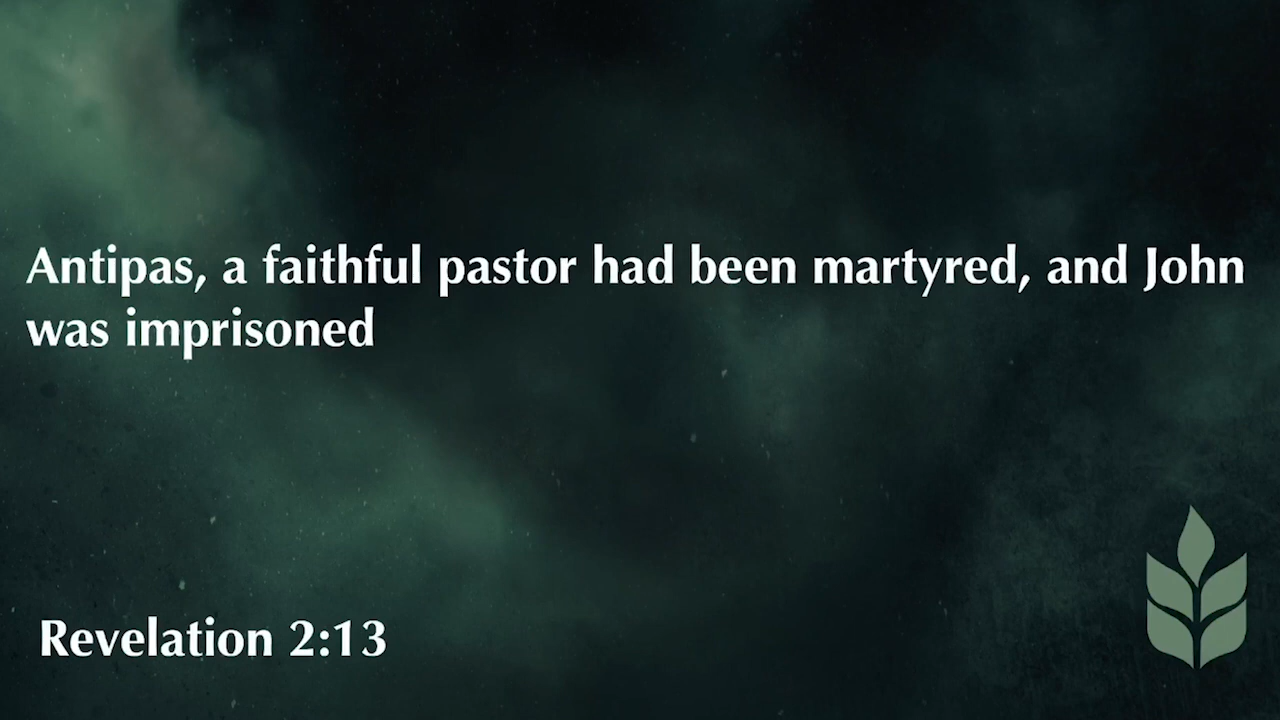 Antipas, a faithful pastor had been martyred, and John
was imprisoned
Revelation 2:13